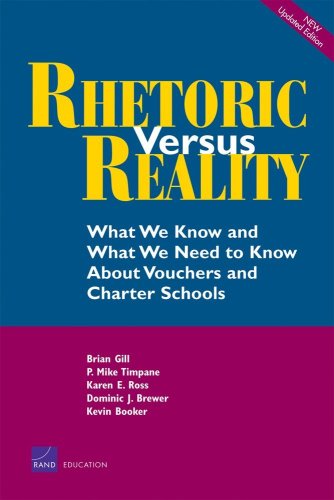 NEW
Updated Edition
RHETORIC
Versus
REALITY
What We Know and
What We Need to Know
About Vouchers and
Charter Schools
Brian Gill
P. Mike Timpane
Karen E. Ross
Dominic J. Brewer
Kevin Booker
RAND EDUCATION